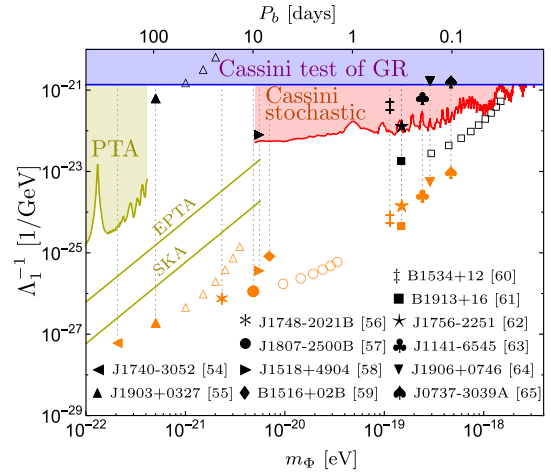 P_b [days]
100 10 1 0.1
Cassini test of GR
Cassini
stochastic
PTA
EPTA
SKA
Λ_1^{-1} [1/GeV]
10^{-21}
10^{-23}
10^{-25}
10^{-27}
10^{-29}
‡ B1534+12 [60]
■ B1913+16 [61]
∗ J1748-2021B [56] ★ J1756-2251 [62]
● J1807-2500B [57] ♣ J1141-6545 [63]
◀ J1740-3052 [54] ▶ J1518+4904 [58] ▼ J1906+0746 [64]
▲ J1903+0327 [55] ◆ B1516+02B [59] ♠ J0737-3039A [65]
10^{-22} 10^{-21} 10^{-20} 10^{-19} 10^{-18}
m_Φ [eV]